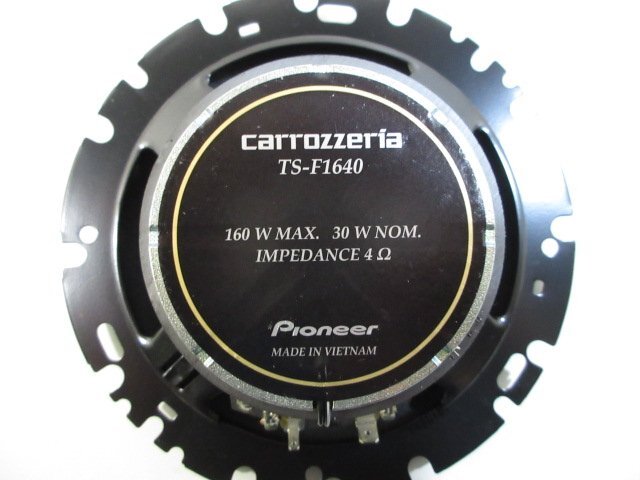 carrozzeria
TS-F1640
160 W MAX. 30 W NOM.
IMPEDANCE 4 Ω
Pioneer
MADE IN VIETNAM